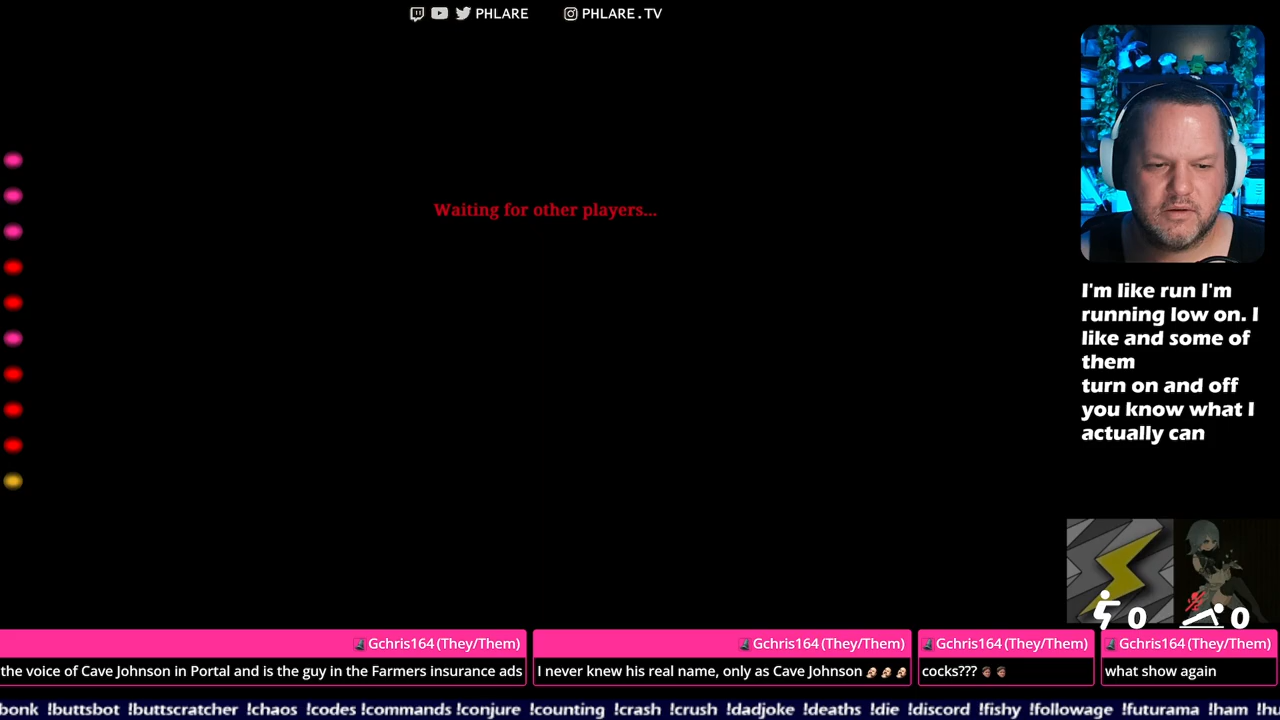 PHLARE PHLARE.TV
Waiting for other players...
I'm like run I'm
running low on. I
like and some of
them
turn on and off
you know what I
actually can
0 0
Gchris164 (They/Them) Gchris164 (They/Them) Gchris164 (They/Them) Gchris164 (They/Them)
the voice of Cave Johnson in Portal and is the guy in the Farmers insurance ads I never knew his real name, only as Cave Johnson cocks??? what show again
bonk !buttsbot !buttscratcher !chaos !codes !commands !conjure !counting !crash !crush !dadjoke !deaths !die !discord !fishy !followage !futurama !ham !hu